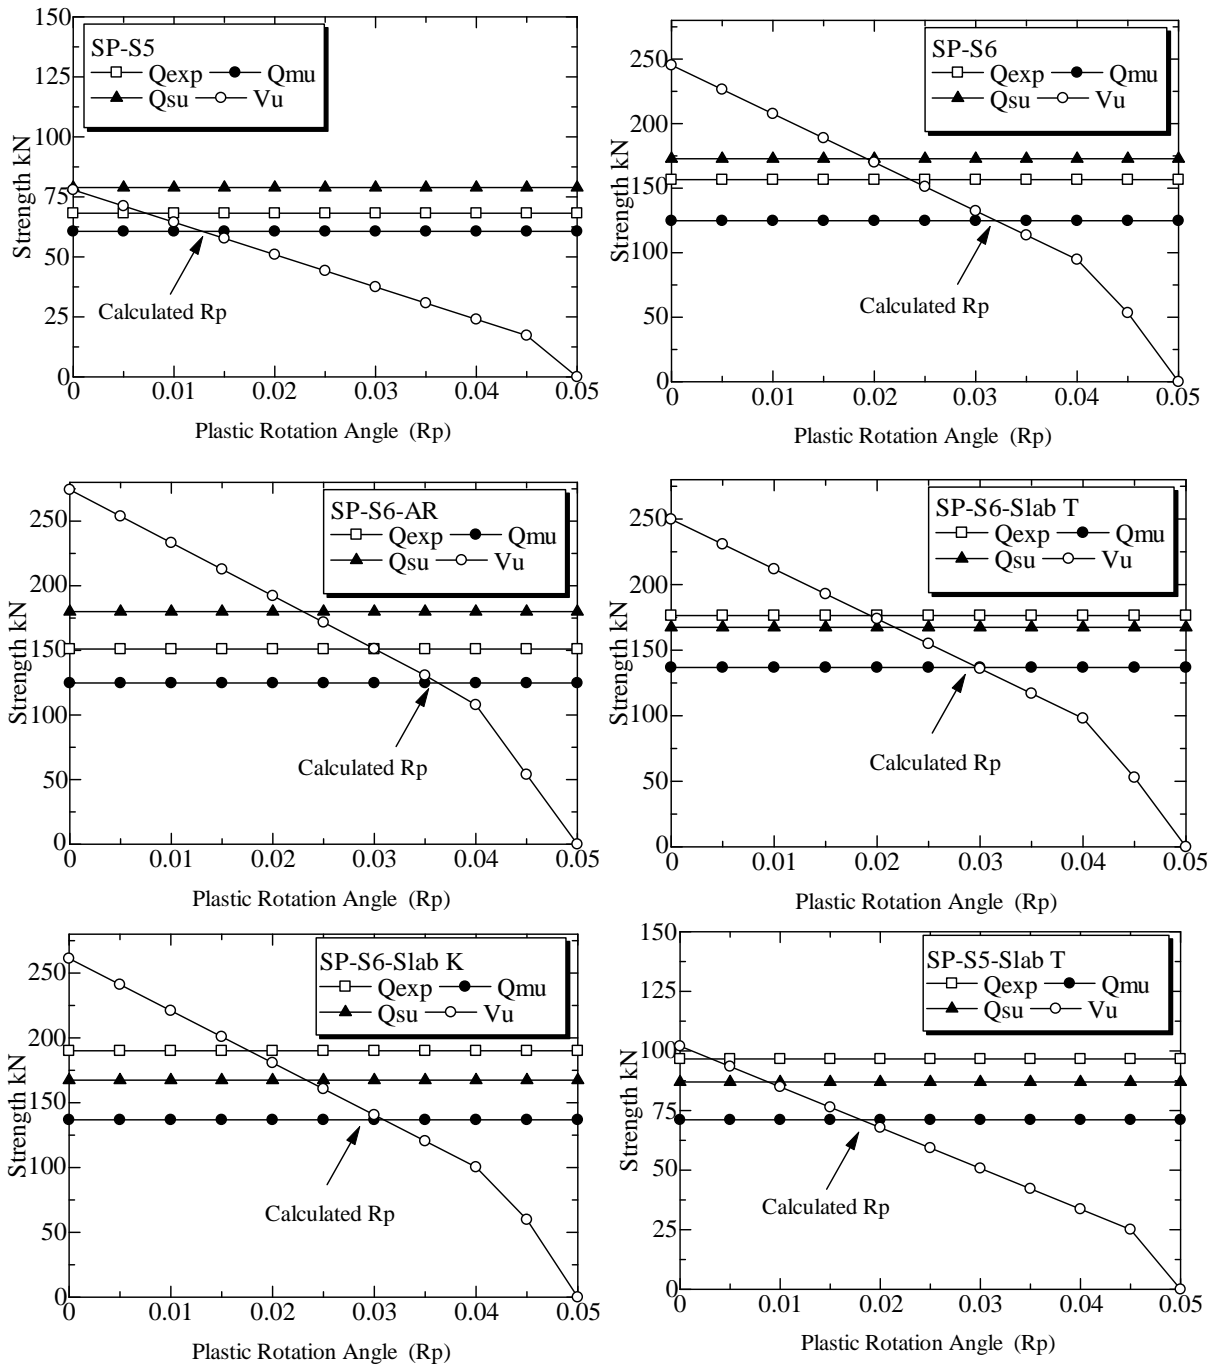 SP-S5
Qexp Qmu
Qsu Vu
150
125
100
75
50
25
0
Strength kN
Calculated Rp
0 0.01 0.02 0.03 0.04 0.05
Plastic Rotation Angle (Rp)
SP-S6
Qexp Qmu
Qsu Vu
250
200
150
100
50
0
Strength kN
Calculated Rp
0 0.01 0.02 0.03 0.04 0.05
Plastic Rotation Angle (Rp)
SP-S6-AR
Qexp Qmu
Qsu Vu
250
200
150
100
50
0
Strength kN
Calculated Rp
0 0.01 0.02 0.03 0.04 0.05
Plastic Rotation Angle (Rp)
SP-S6-Slab T
Qexp Qmu
Qsu Vu
250
200
150
100
50
0
Strength kN
Calculated Rp
0 0.01 0.02 0.03 0.04 0.05
Plastic Rotation Angle (Rp)
SP-S6-Slab K
Qexp Qmu
Qsu Vu
250
200
150
100
50
0
Strength kN
Calculated Rp
0 0.01 0.02 0.03 0.04 0.05
Plastic Rotation Angle (Rp)
SP-S5-Slab T
Qexp Qmu
Qsu Vu
150
125
100
75
50
25
0
Strength kN
Calculated Rp
0 0.01 0.02 0.03 0.04 0.05
Plastic Rotation Angle (Rp)